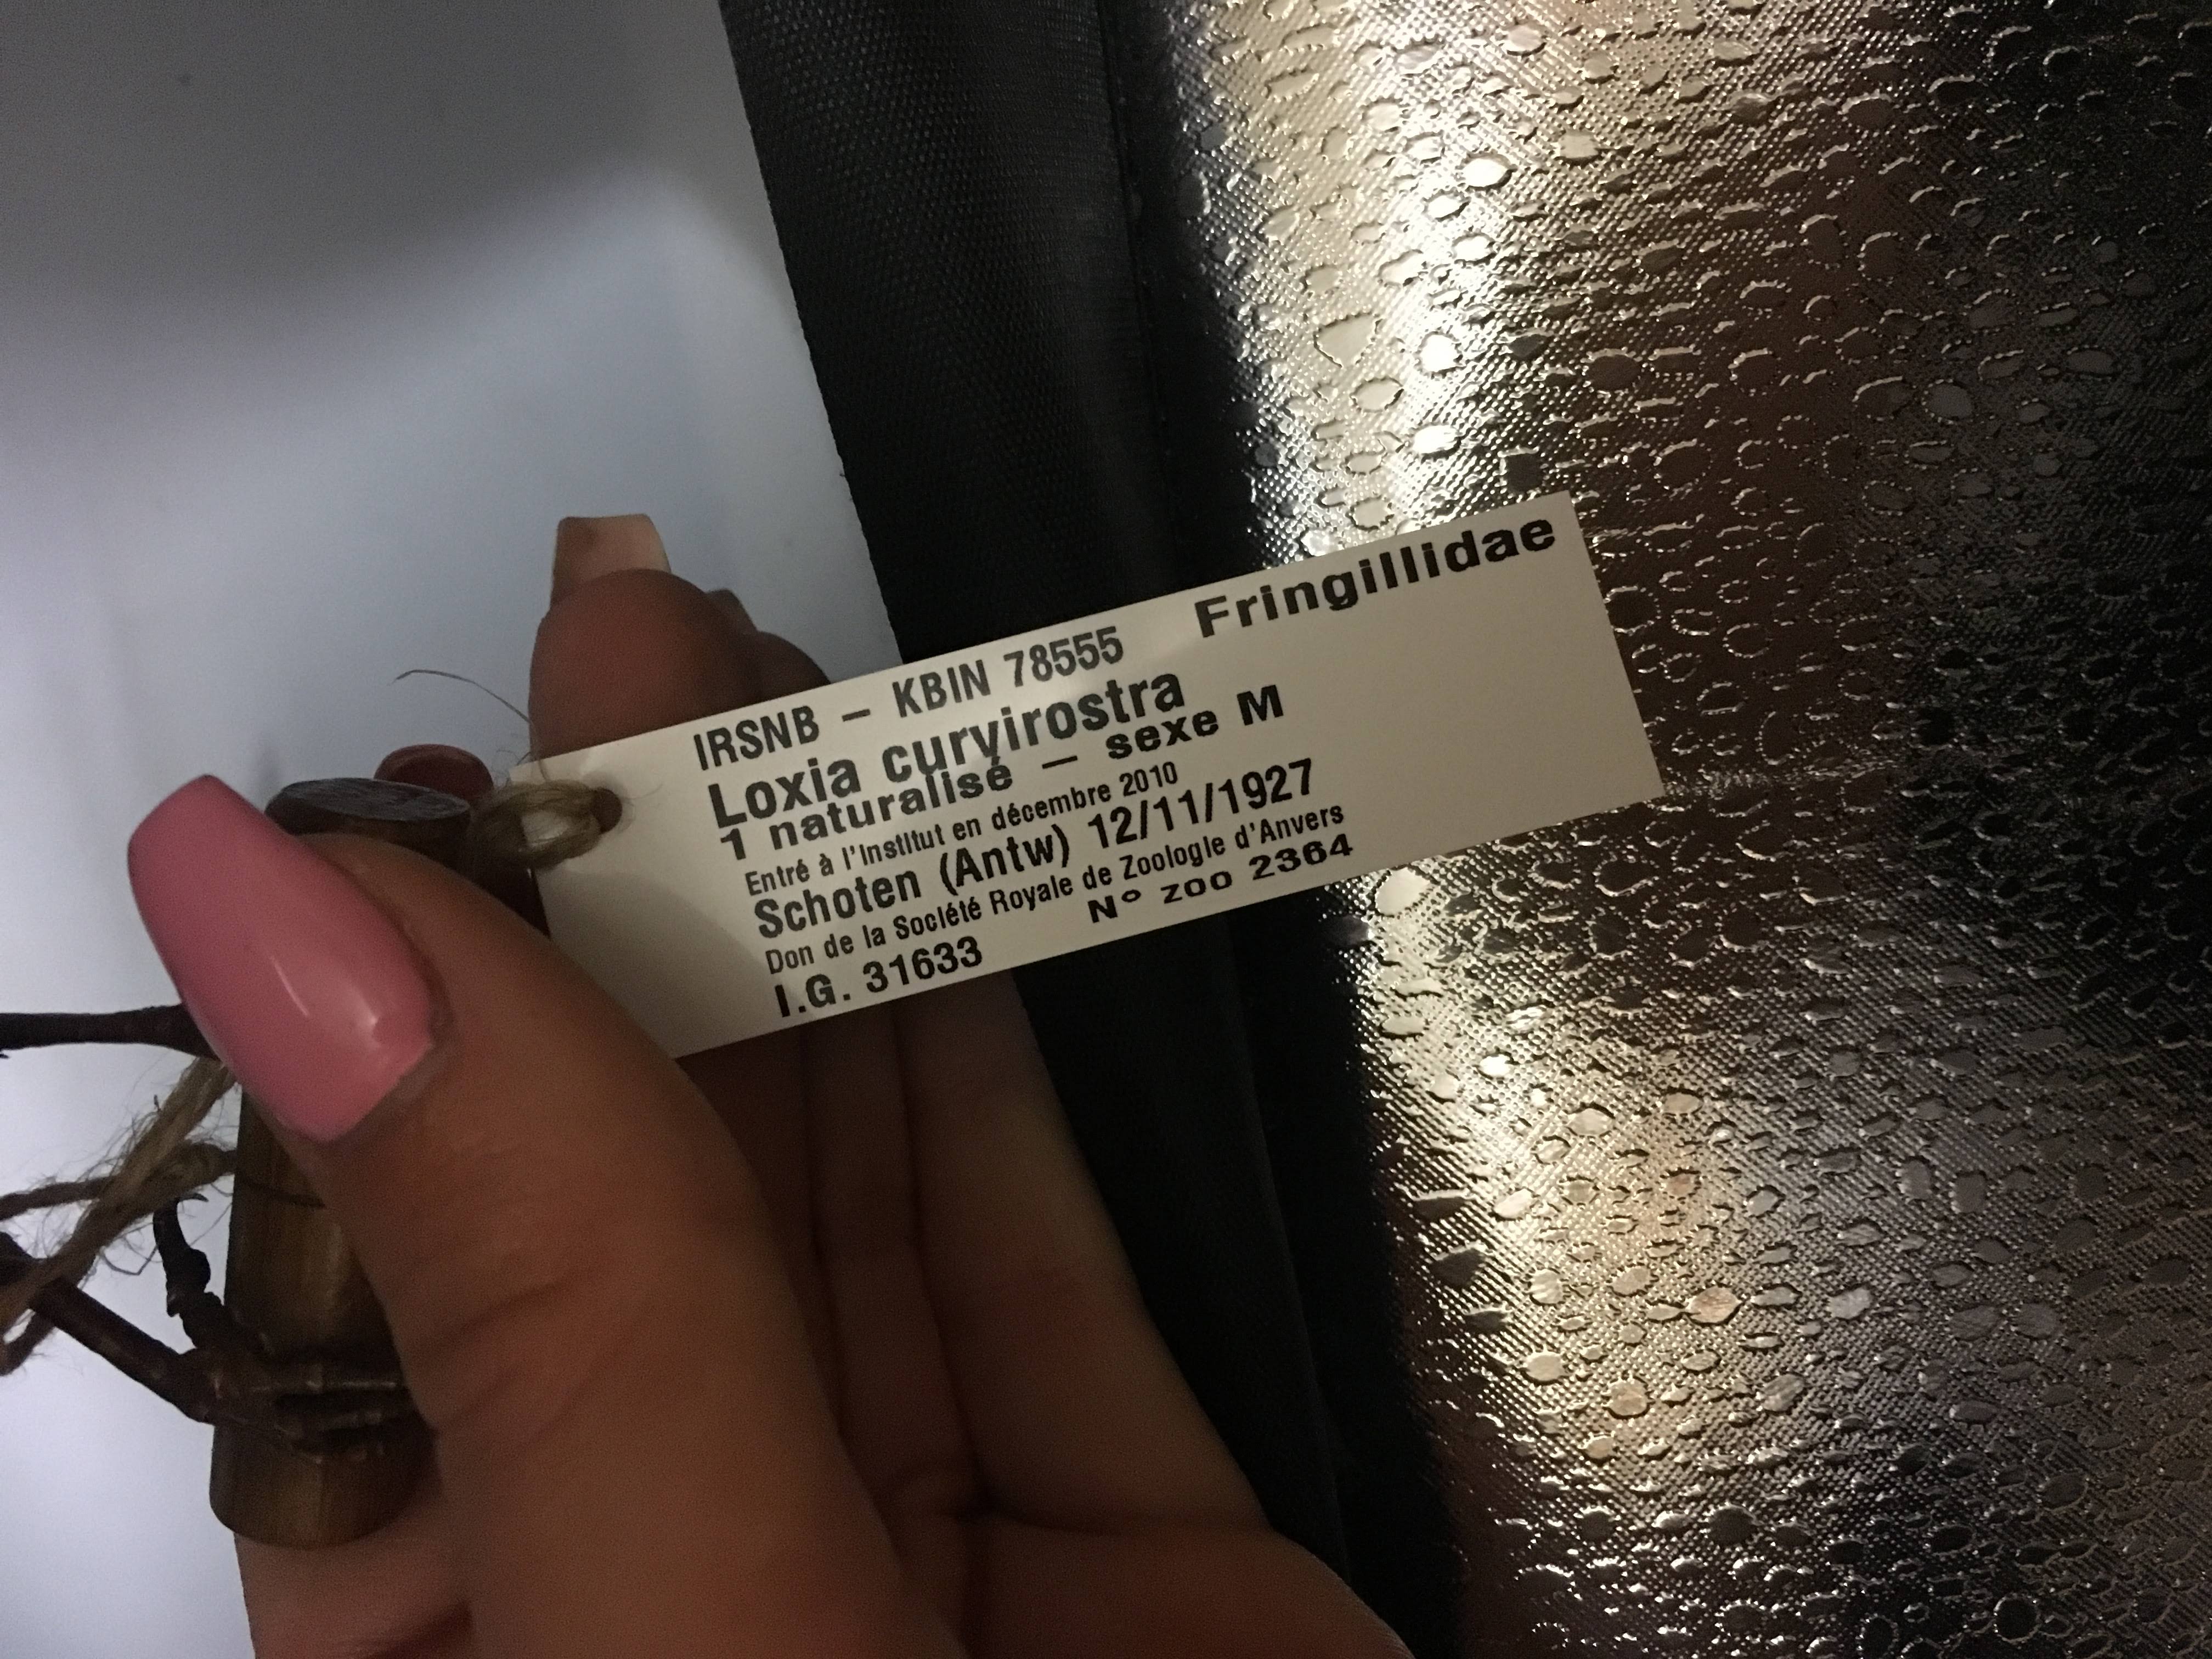 IRSNB – KBIN 78555 Fringillidae
Loxia curvirostra
1 naturalisé – sexe M
Entré à l'Institut en décembre 2010
Schoten (Antw) 12/11/1927
Don de la Société Royale de Zoologie d'Anvers
I.G. 31633 N° zoo 2364